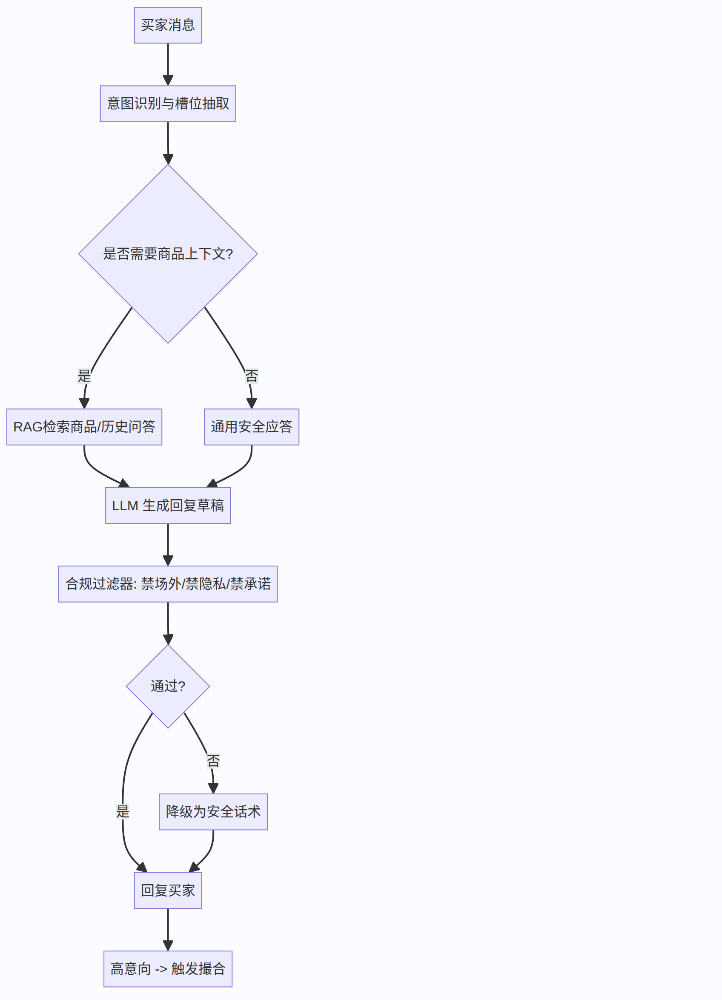 买家消息
意图识别与槽位抽取
是否需要商品上下文?
是
否
RAG检索商品/历史问答
通用安全应答
LLM 生成回复草稿
合规过滤器: 禁场外/禁隐私/禁承诺
通过?
否
是
降级为安全话术
回复买家
高意向 -> 触发撮合